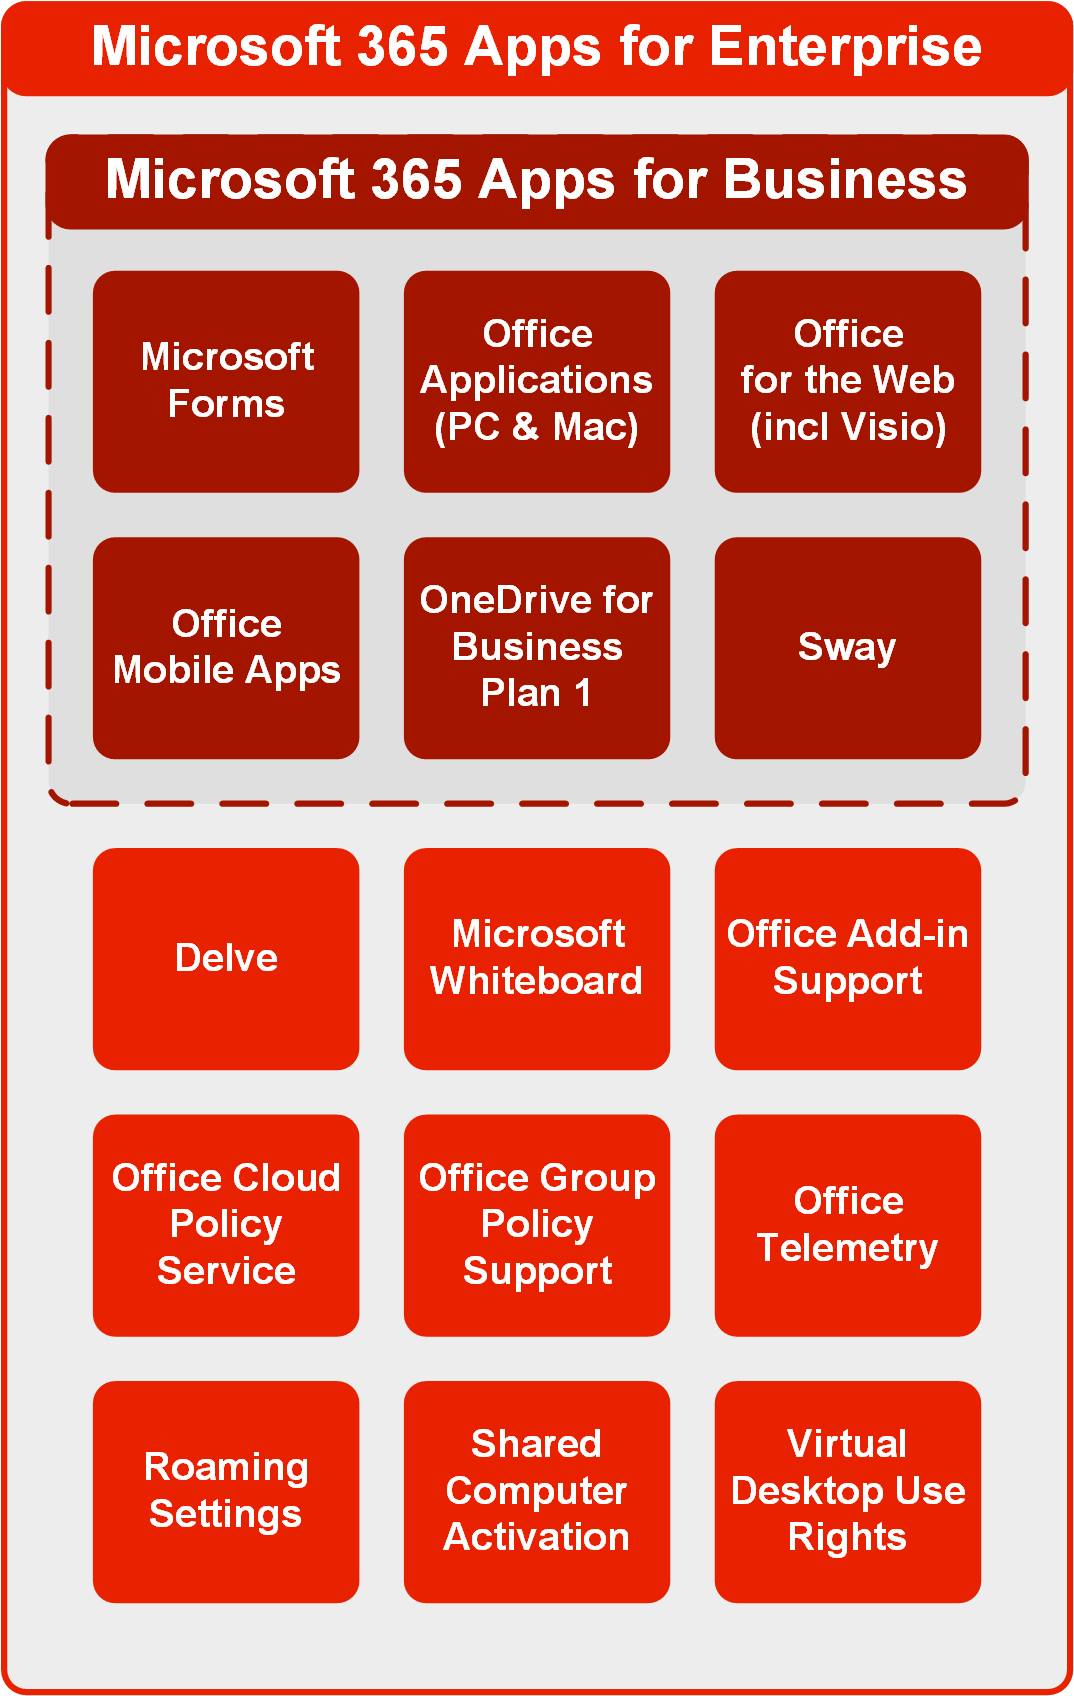 Microsoft 365 Apps for Enterprise
Microsoft 365 Apps for Business
Microsoft
Forms
Office
Applications
(PC & Mac)
Office
for the Web
(incl Visio)
Office
Mobile Apps
OneDrive for
Business
Plan 1
Sway
Delve
Microsoft
Whiteboard
Office Add-in
Support
Office Cloud
Policy
Service
Office Group
Policy
Support
Office
Telemetry
Roaming
Settings
Shared
Computer
Activation
Virtual
Desktop Use
Rights